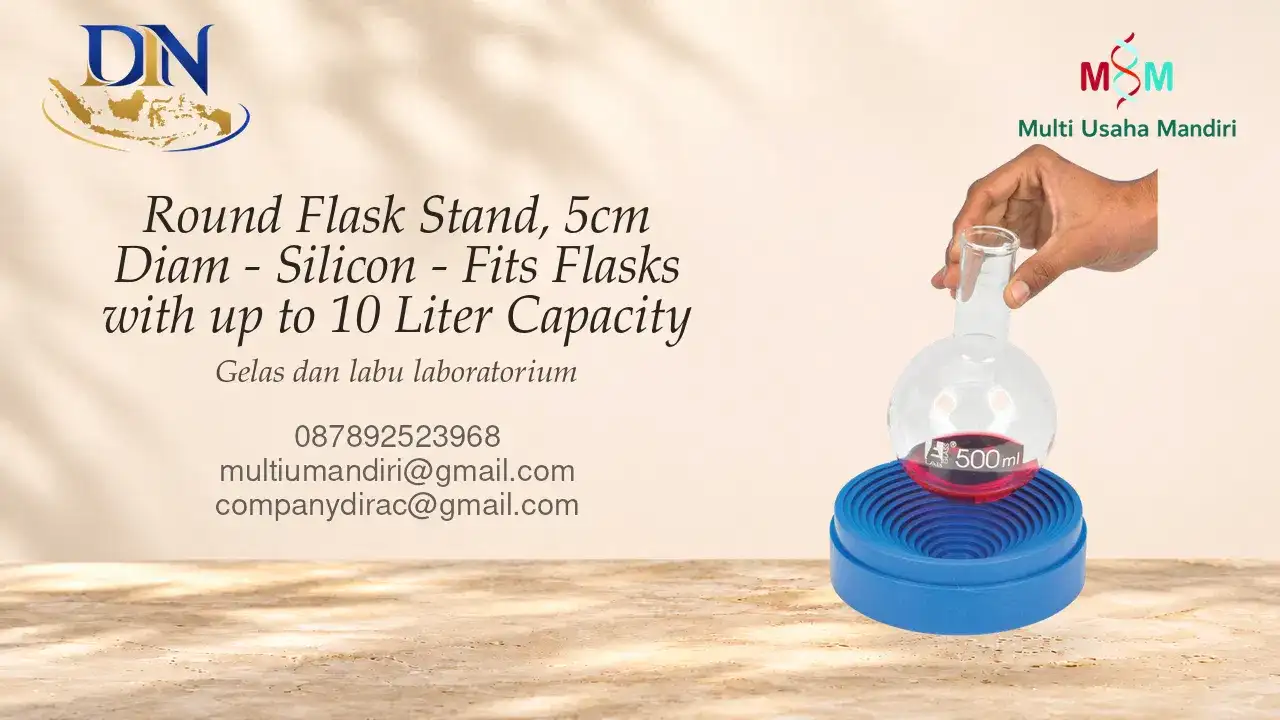 DIN
M M
Multi Usaha Mandiri
Round Flask Stand, 5cm
Diam - Silicon - Fits Flasks
with up to 10 Liter Capacity
Gelas dan labu laboratorium
087892523968
multiumandiri@gmail.com
companydirac@gmail.com
500ml